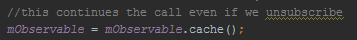 //this continues the call even if we unsubscribe
mObservable = mObservable.cache();